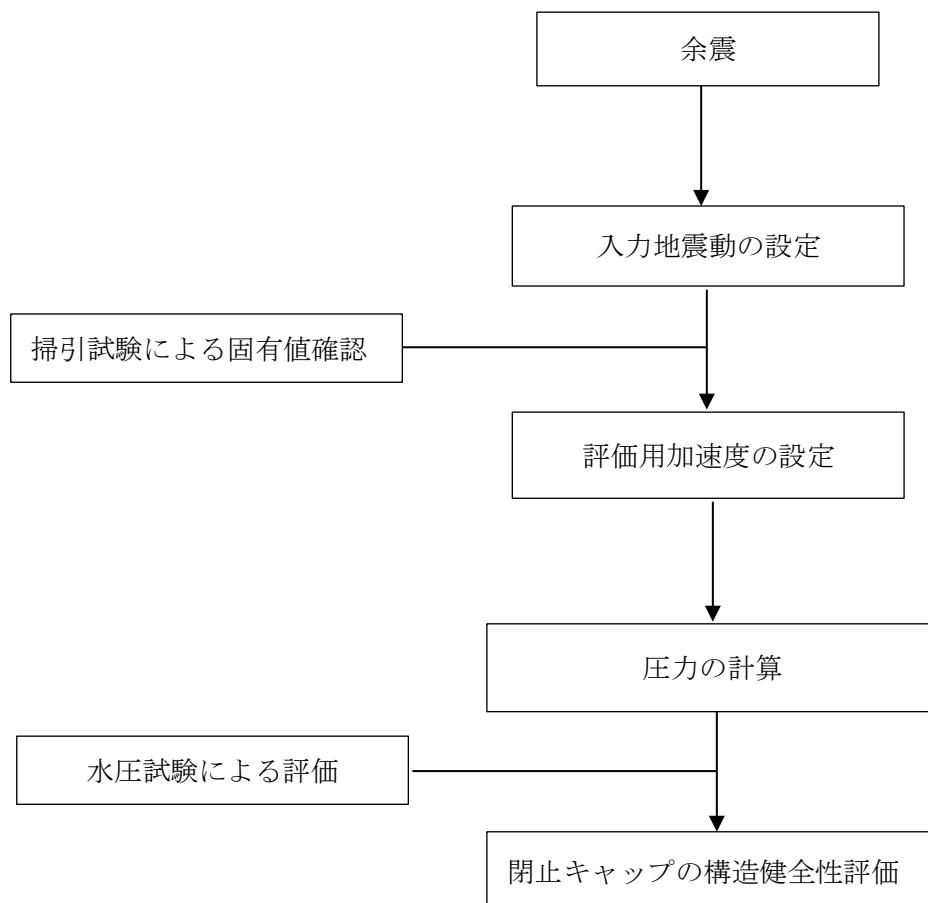 余震
入力地震動の設定
掃引試験による固有値確認
評価用加速度の設定
圧力の計算
水圧試験による評価
閉止キャップの構造健全性評価